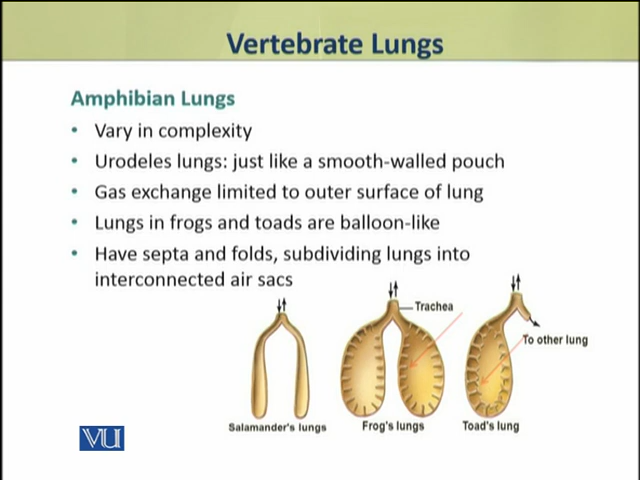 Vertebrate Lungs
Amphibian Lungs
• Vary in complexity
• Urodeles lungs: just like a smooth-walled pouch
• Gas exchange limited to outer surface of lung
• Lungs in frogs and toads are balloon-like
• Have septa and folds, subdividing lungs into
interconnected air sacs
Trachea
To other lung
Salamander's lungs
Frog's lungs
Toad's lung
VU